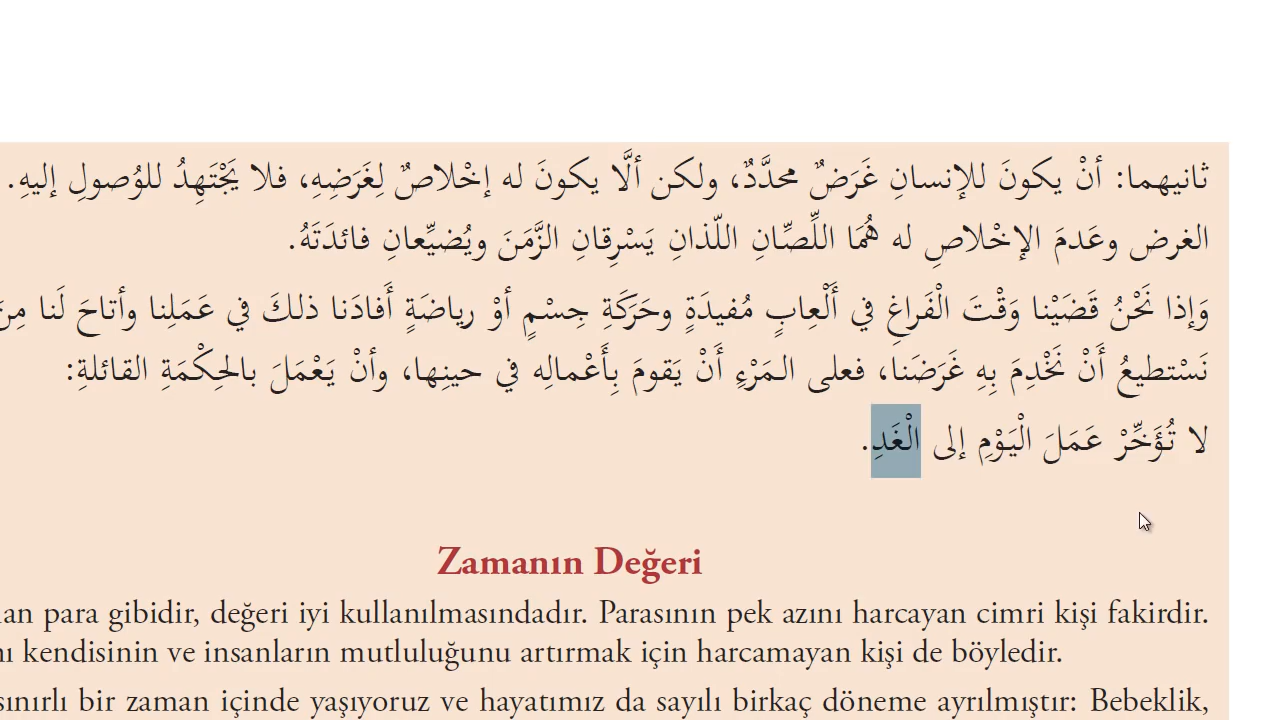 ثانيهما: أنْ يكونَ للإنسانِ غَرَضٌ محدَّدٌ، ولكن ألَّا يكونَ له إخْلاصٌ لِغَرَضِهِ، فلا يَجْتَهِدُ للوُصولِ إليهِ.
الغرض وعَدمَ الإخْلاصِ له هُمَا اللِّصَّانِ اللّذانِ يَسْرِقانِ الزَّمَنَ ويُضيِّعانِ فائدَتَهُ.
وَإذا نَحْنُ قَضَيْنا وَقْتَ الْفَراغِ في أَلْعِابٍ مُفيدَةٍ وحَرَكَةِ جِسْمٍ أوْ رياضَةٍ أَفادَنا ذلكَ في عَمَلِنا وأتاحَ لَنا مِنَ
نَسْتطيعُ أَنْ نَخْدِمَ بِهِ غَرَضَنا، فعلى المَرْءِ أَنْ يَقومَ بِأَعْمالِه في حينِها، وأنْ يَعْمَلَ بالحِكْمَةِ القائلةِ:
لا تُؤَخِّرْ عَمَلَ الْيَوْمِ إلى الْغَدِ.
Zamanın Değeri
para gibidir, değeri iyi kullanılmasındadır. Parasının pek azını harcayan cimri kişi fakirdir.
kendisinin ve insanların mutluluğunu artırmak için harcamayan kişi de böyledir.
sınırlı bir zaman içinde yaşıyoruz ve hayatımız da sayılı birkaç döneme ayrılmıştır: Bebeklik,